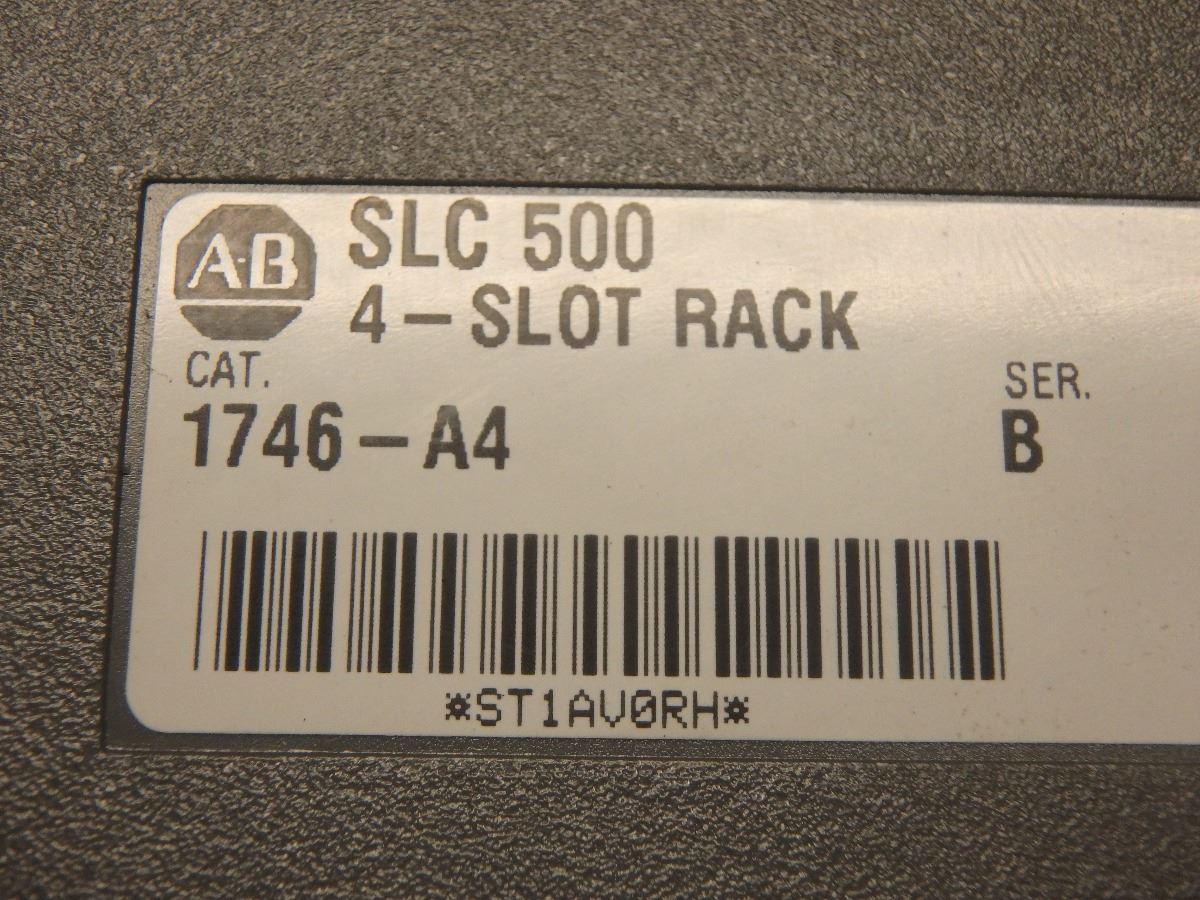 A-B
SLC 500
4-SLOT RACK
CAT.
SER.
1746-A4
B
*ST1AV0RH*